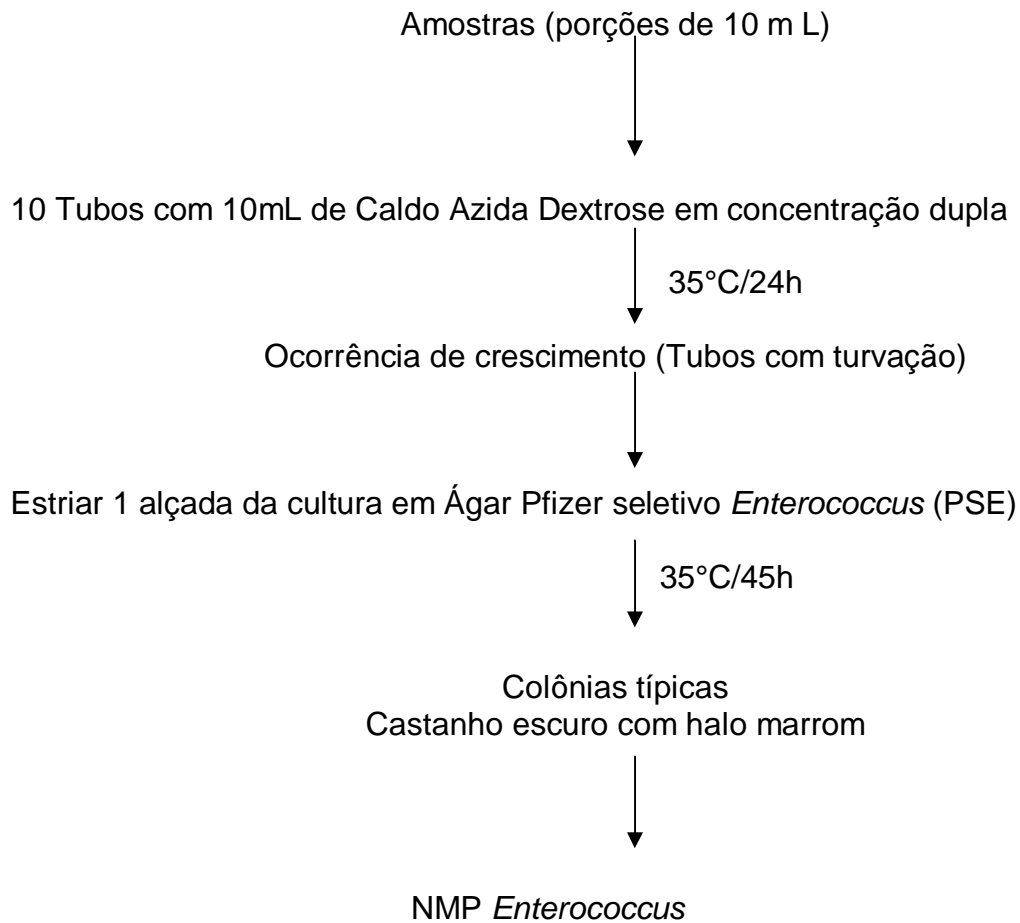 Amostras (porções de 10 m L)
10 Tubos com 10mL de Caldo Azida Dextrose em concentração dupla
35°C/24h
Ocorrência de crescimento (Tubos com turvação)
Estriar 1 alçada da cultura em Ágar Pfizer seletivo Enterococcus (PSE)
35°C/45h
Colônias típicas
Castanho escuro com halo marrom
NMP Enterococcus